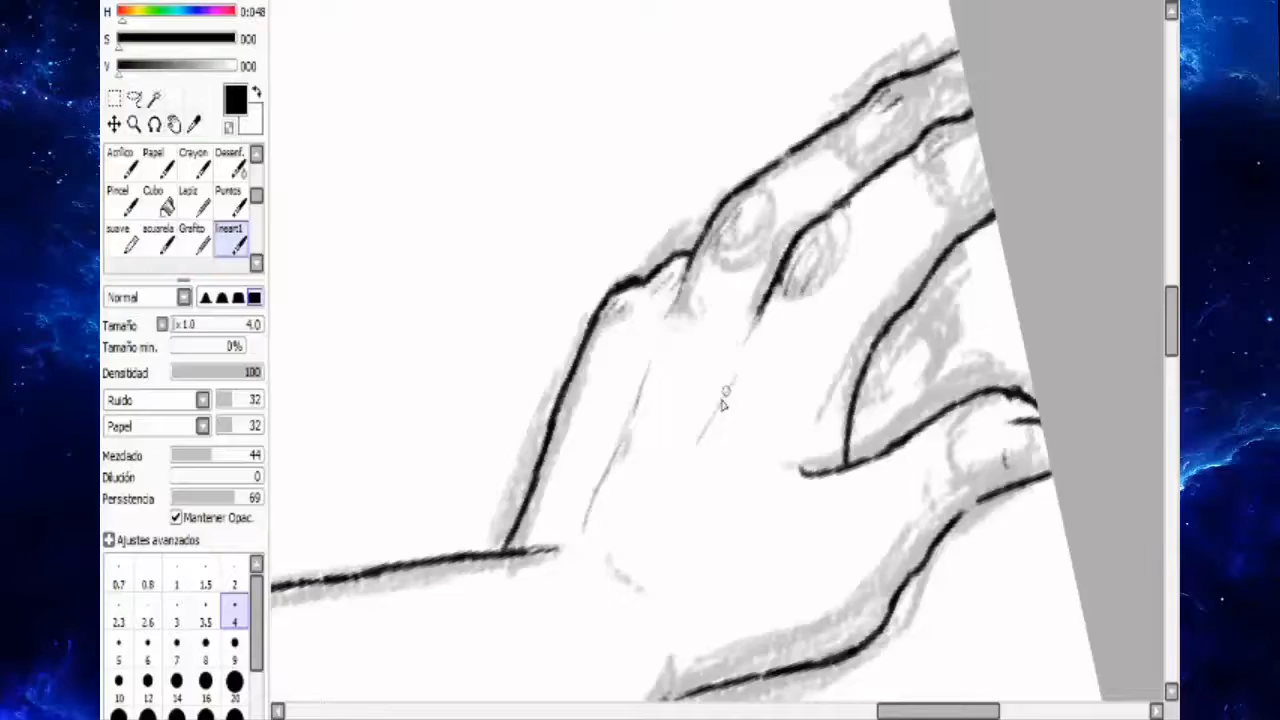 H 0:048
S 000
V 000
Acrilico Papel Crayon Desenf.
Pincel Cubo Lapiz Puntos
suave acuarela Grafito lineart1
Normal
Tamaño x 1.0 4.0
Tamaño min. 0%
Densitidad 100
Ruido 32
Papel 32
Mezclado 44
Dilución 0
Persistencia 69
Mantener Opac.
Ajustes avanzados
0.7 0.8 1 1.5 2
2.3 2.6 3 3.5 4
5 6 7 8 9
10 12 14 16 20